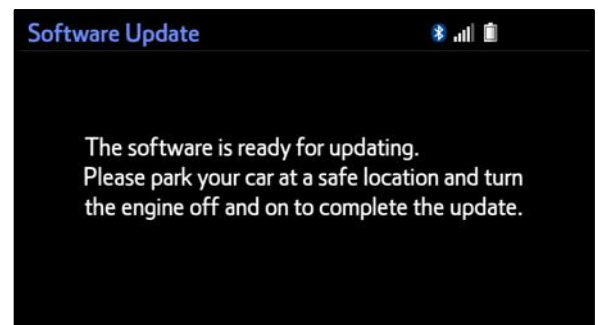 Software Update
The software is ready for updating.
Please park your car at a safe location and turn
the engine off and on to complete the update.